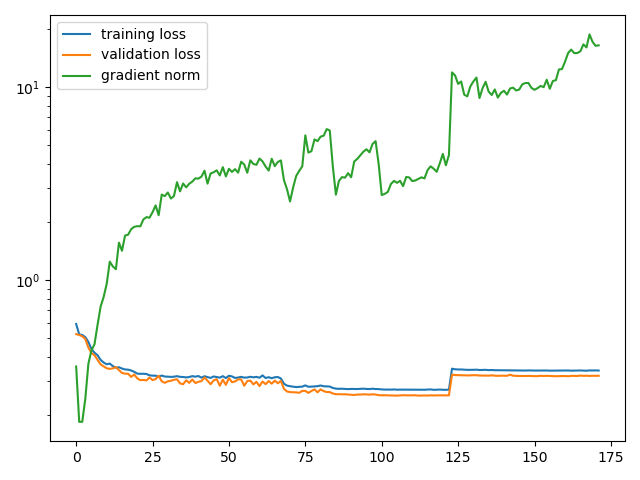 training loss
validation loss
gradient norm
10¹
10⁰
0 25 50 75 100 125 150 175